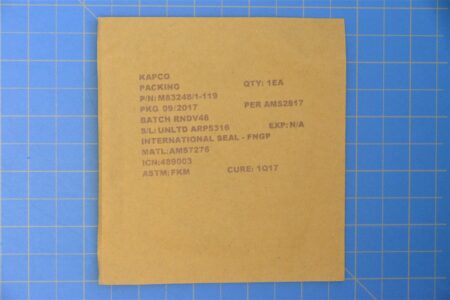 KAPCO
PACKING QTY: 1EA
P/N: M83248/1-119
PKG 09/2017 PER AMS2817
BATCH RNDV46
S/L: UNLTD ARP5316 EXP: N/A
INTERNATIONAL SEAL - FNGP
MATL: AMS7276
ICN: 489003
ASTM: FKM CURE: 1Q17